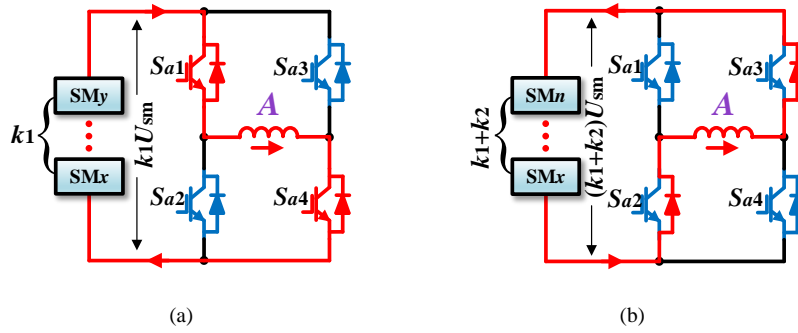 Sa1
Sa3
SMy
A
k1
k1Usm
SMx
Sa2
Sa4
(a)
Sa1
Sa3
SMn
A
k1+k2
(k1+k2)Usm
SMx
Sa2
Sa4
(b)